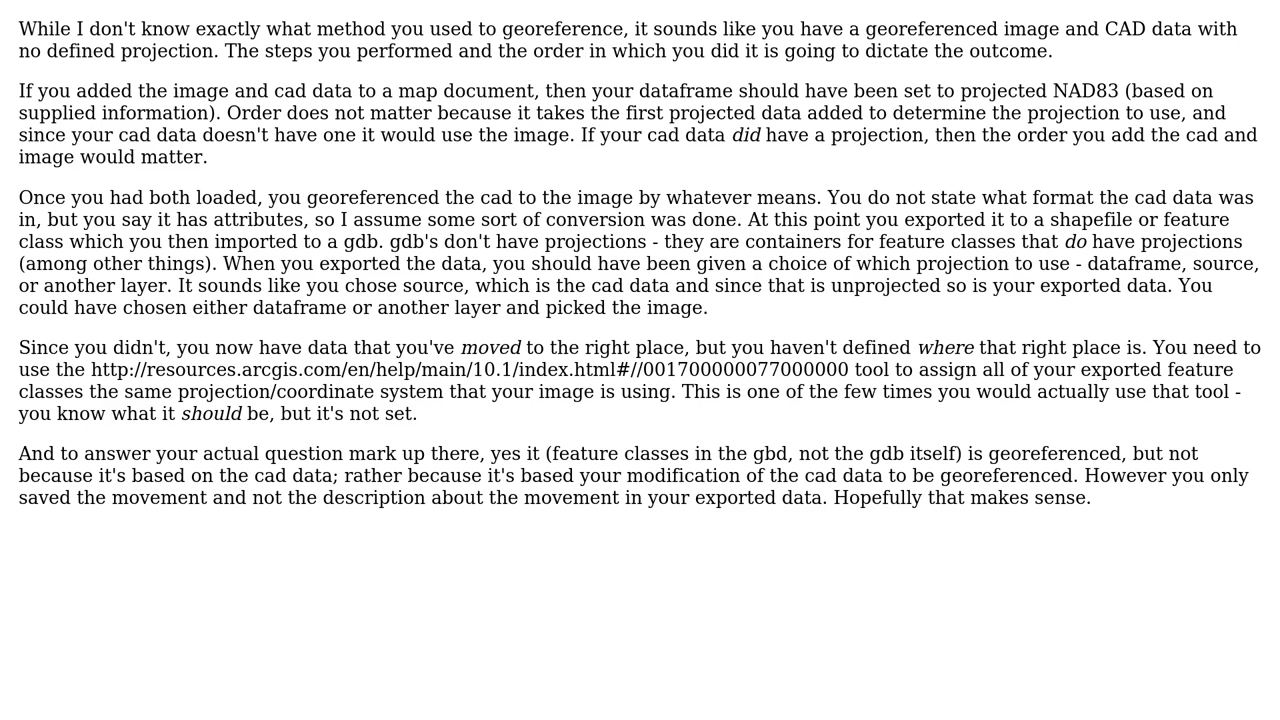 While I don't know exactly what method you used to georeference, it sounds like you have a georeferenced image and CAD data with
no defined projection. The steps you performed and the order in which you did it is going to dictate the outcome.
If you added the image and cad data to a map document, then your dataframe should have been set to projected NAD83 (based on
supplied information). Order does not matter because it takes the first projected data added to determine the projection to use, and
since your cad data doesn't have one it would use the image. If your cad data did have a projection, then the order you add the cad and
image would matter.
Once you had both loaded, you georeferenced the cad to the image by whatever means. You do not state what format the cad data was
in, but you say it has attributes, so I assume some sort of conversion was done. At this point you exported it to a shapefile or feature
class which you then imported to a gdb. gdb's don't have projections - they are containers for feature classes that do have projections
(among other things). When you exported the data, you should have been given a choice of which projection to use - dataframe, source,
or another layer. It sounds like you chose source, which is the cad data and since that is unprojected so is your exported data. You
could have chosen either dataframe or another layer and picked the image.
Since you didn't, you now have data that you've moved to the right place, but you haven't defined where that right place is. You need to
use the http://resources.arcgis.com/en/help/main/10.1/index.html#//001700000077000000 tool to assign all of your exported feature
classes the same projection/coordinate system that your image is using. This is one of the few times you would actually use that tool -
you know what it should be, but it's not set.
And to answer your actual question mark up there, yes it (feature classes in the gbd, not the gdb itself) is georeferenced, but not
because it's based on the cad data; rather because it's based your modification of the cad data to be georeferenced. However you only
saved the movement and not the description about the movement in your exported data. Hopefully that makes sense.